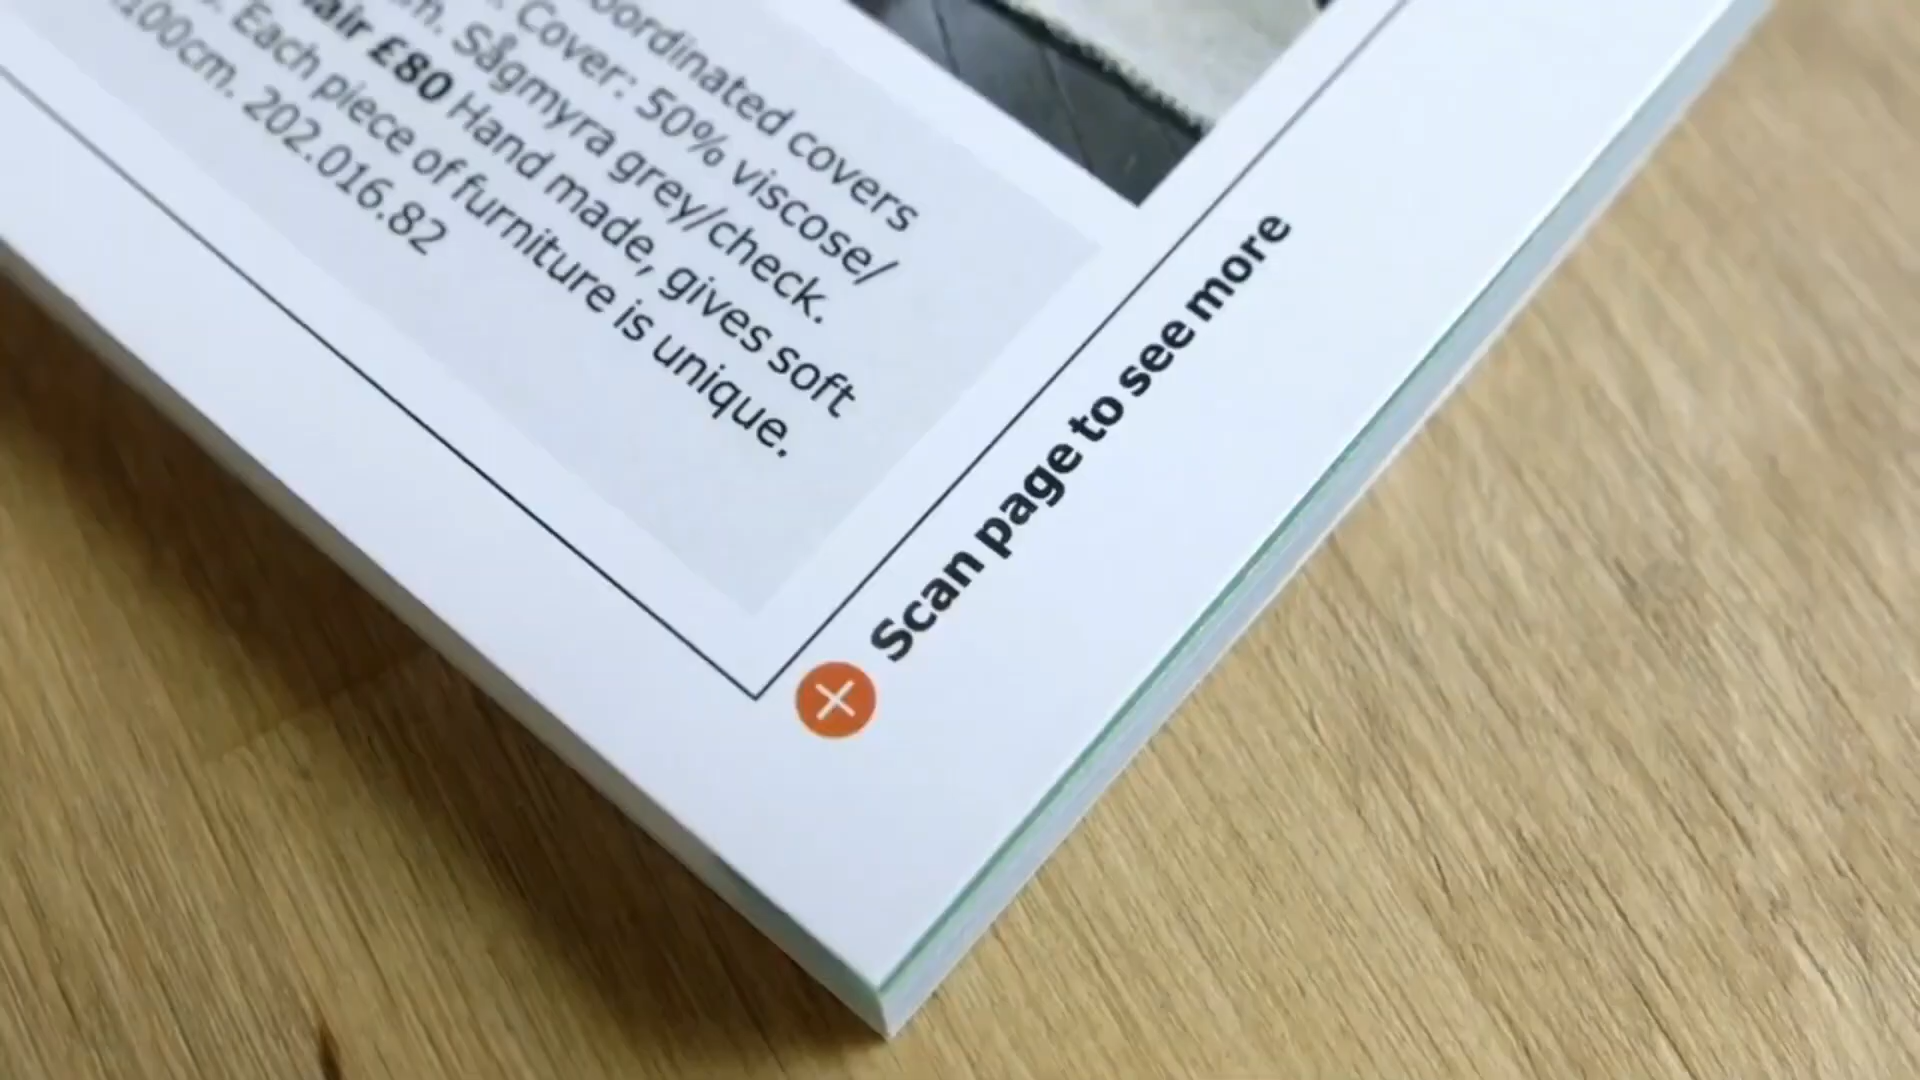 oordinated covers
Cover: 50% viscose/
Sågmyra grey/check.
£80 Hand made, gives soft
Each piece of furniture is unique.
100cm. 202.016.82
Scan page to see more